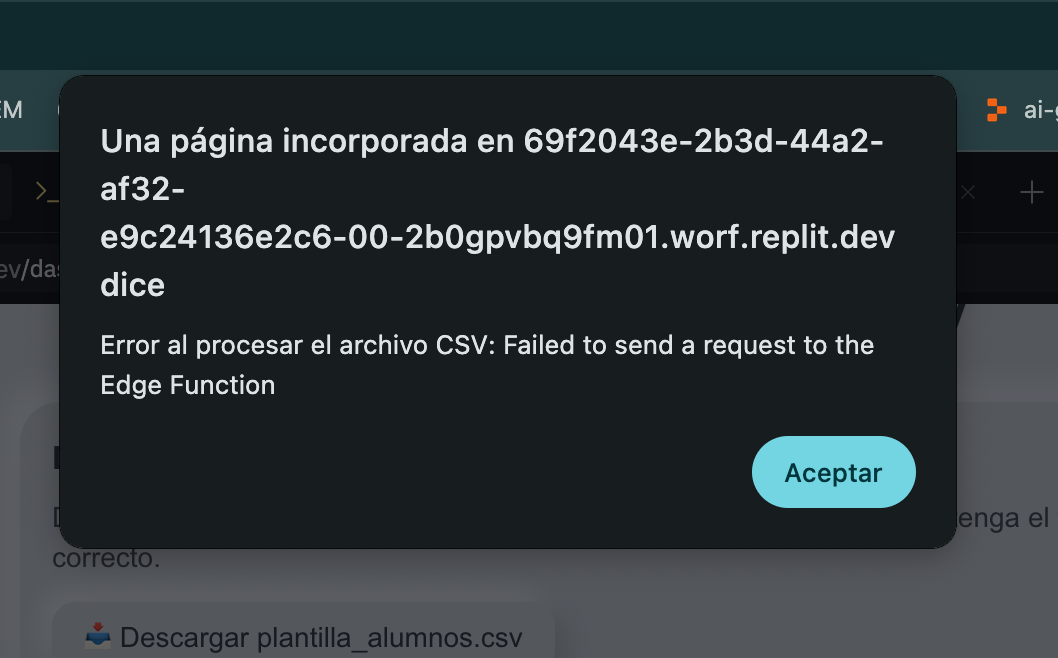 EM
ai-g
Una página incorporada en 69f2043e-2b3d-44a2-
af32-
e9c24136e2c6-00-2b0gpvbq9fm01.worf.replit.dev
dice
>_
ev/das
Error al procesar el archivo CSV: Failed to send a request to the
Edge Function
Aceptar
enga el
correcto.
Descargar plantilla_alumnos.csv